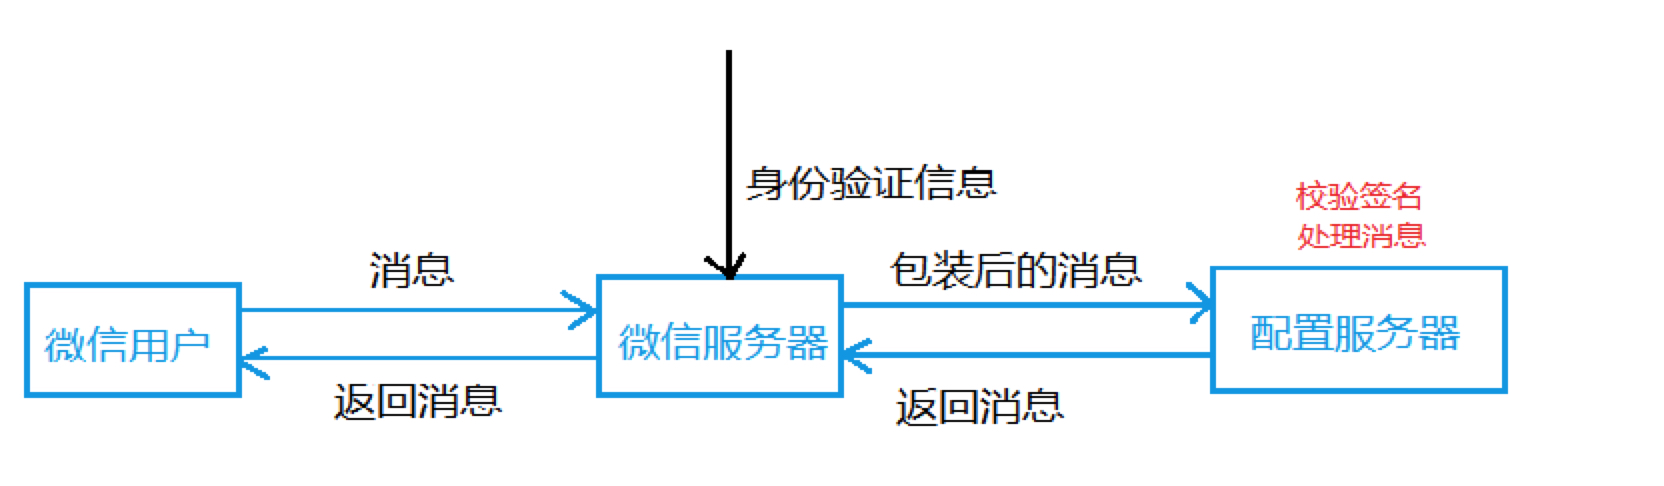 身份验证信息
校验签名
处理消息
消息
包装后的消息
微信用户
微信服务器
配置服务器
返回消息
返回消息